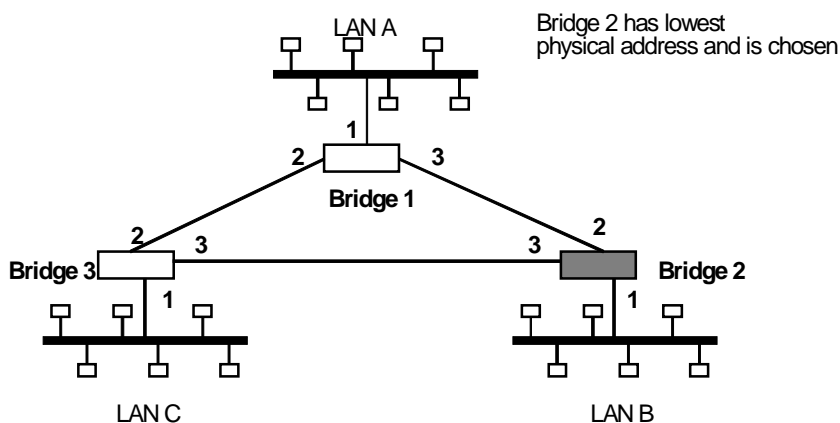 LAN A
Bridge 2 has lowest
physical address and is chosen
1
2
3
Bridge 1
2
3
3
2
Bridge 3
Bridge 2
1
1
LAN C
LAN B